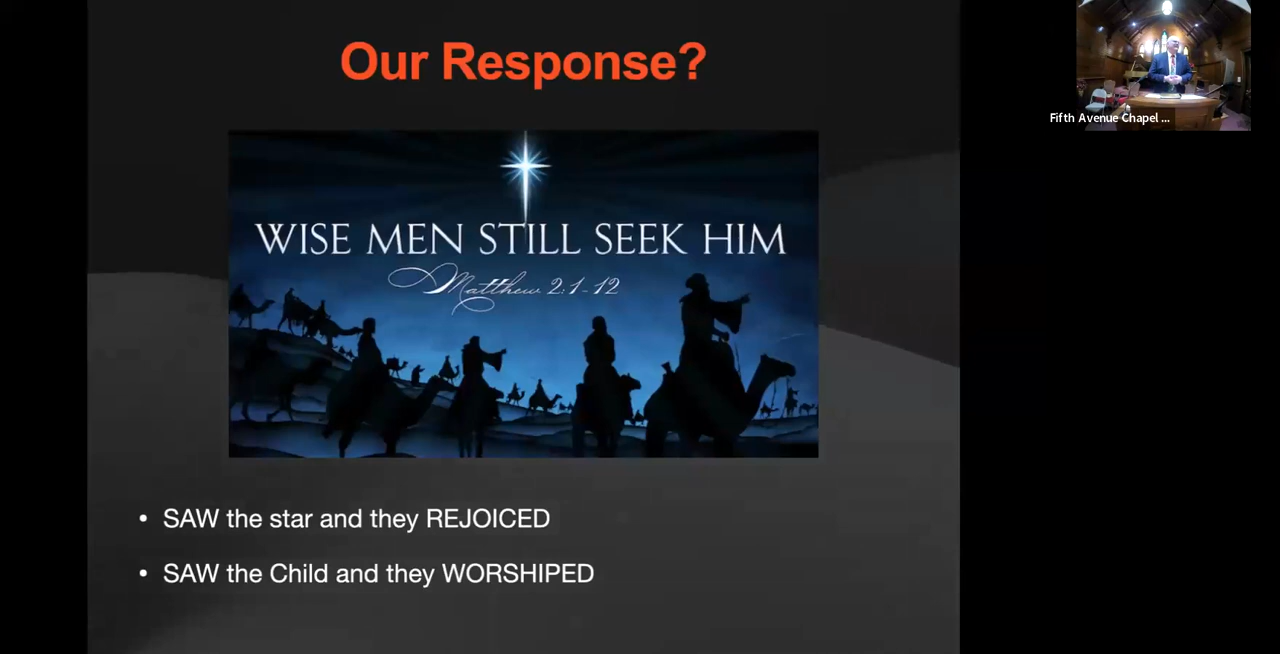 Our Response?
WISE MEN STILL SEEK HIM
Matthew 2:1-12
• SAW the star and they REJOICED
• SAW the Child and they WORSHIPED
Fifth Avenue Chapel ...